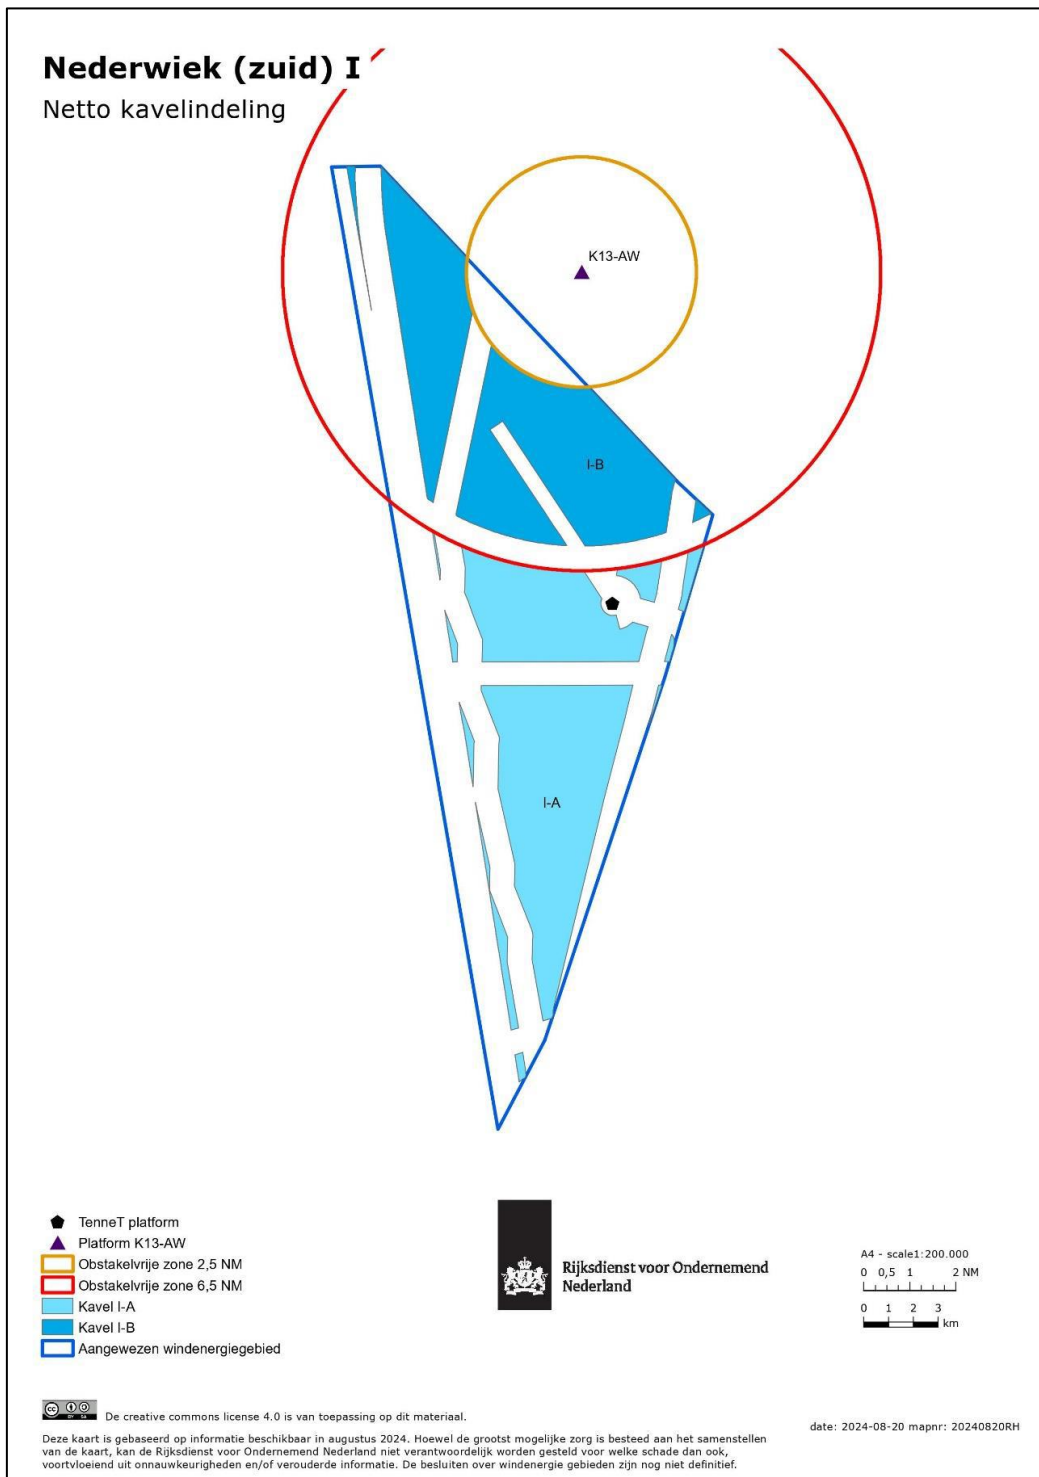 Nederwiek (zuid) I
Netto kavelindeling
K13-AW
I-B
I-A
TenneT platform
Platform K13-AW
Obstakelvrije zone 2,5 NM
Obstakelvrije zone 6,5 NM
Kavel I-A
Kavel I-B
Aangewezen windenergiegebied
Rijksdienst voor Ondernemend
Nederland
A4 - scale1:200.000
0 0,5 1 2 NM
0 1 2 3
km
cc
BY SA
De creative commons license 4.0 is van toepassing op dit materiaal.
Deze kaart is gebaseerd op informatie beschikbaar in augustus 2024. Hoewel de grootst mogelijke zorg is besteed aan het samenstellen
van de kaart, kan de Rijksdienst voor Ondernemend Nederland niet verantwoordelijk worden gesteld voor welke schade dan ook,
voortvloeiend uit onnauwkeurigheden en/of verouderde informatie. De besluiten over windenergie gebieden zijn nog niet definitief.
date: 2024-08-20 mapnr: 20240820RH